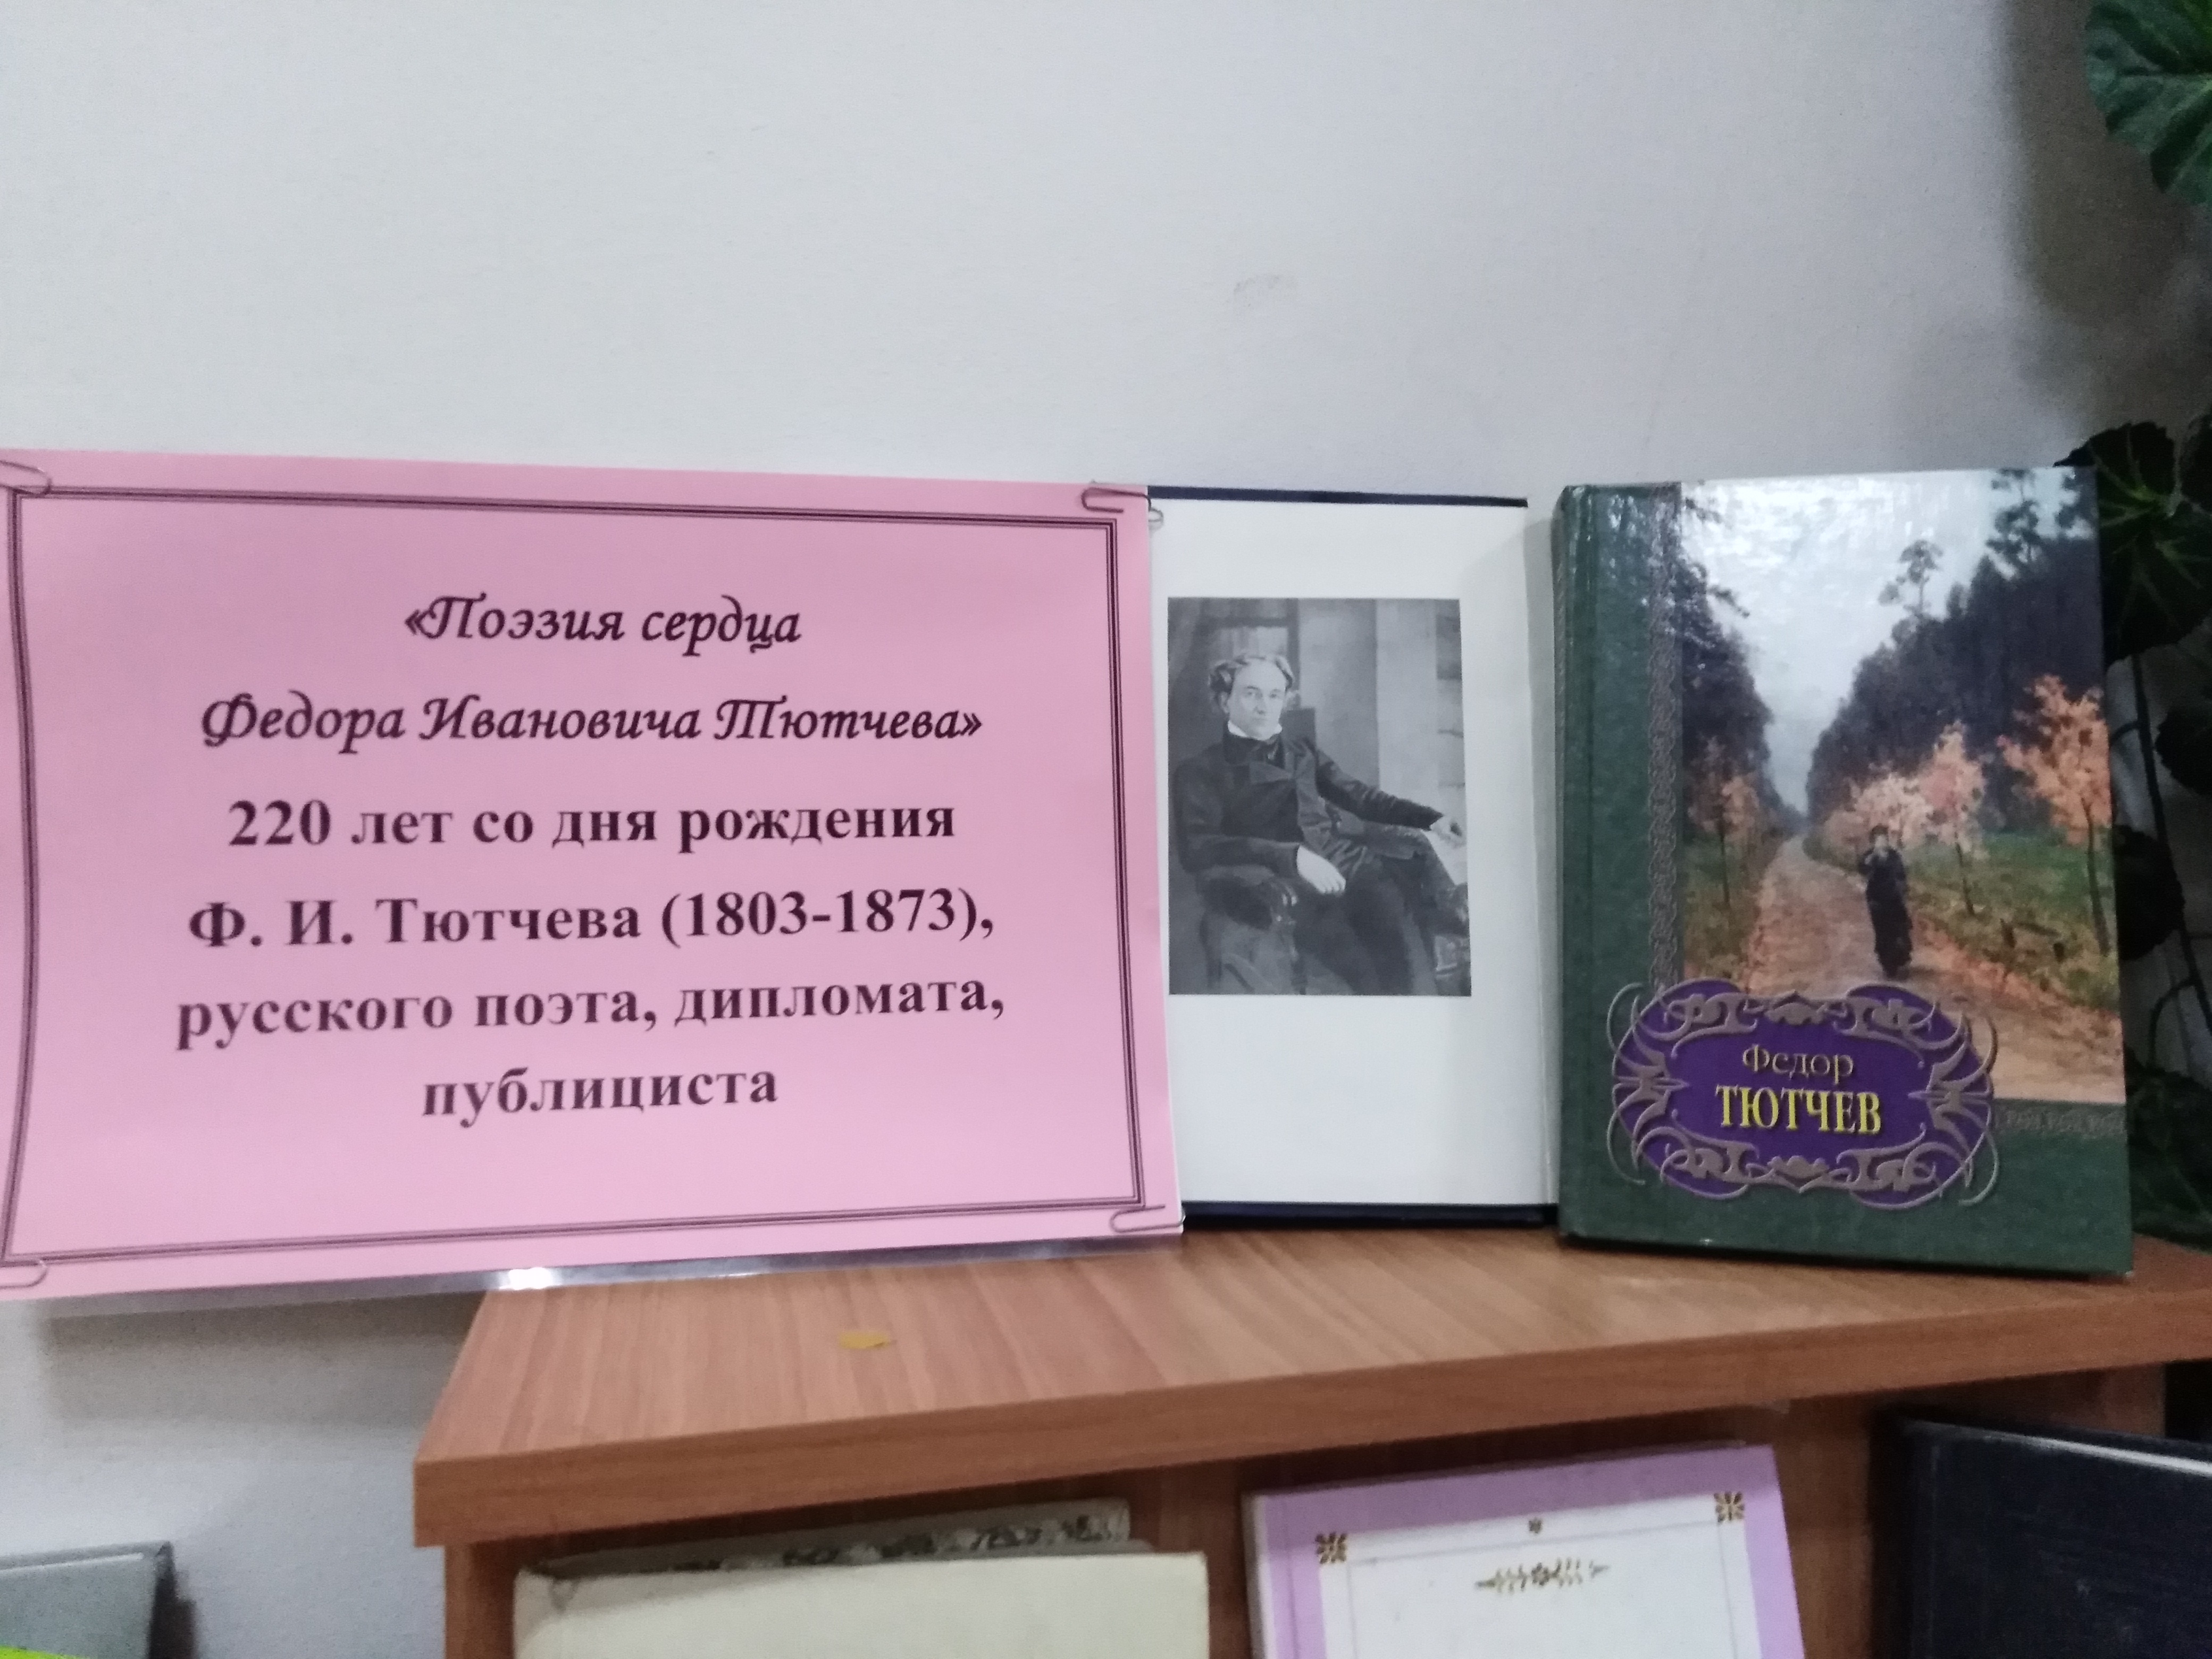 «Поэзия сердца
Федора Ивановича Тютчева»
220 лет со дня рождения
Ф. И. Тютчева (1803-1873),
русского поэта, дипломата,
публициста
Федор
ТЮТЧЕВ